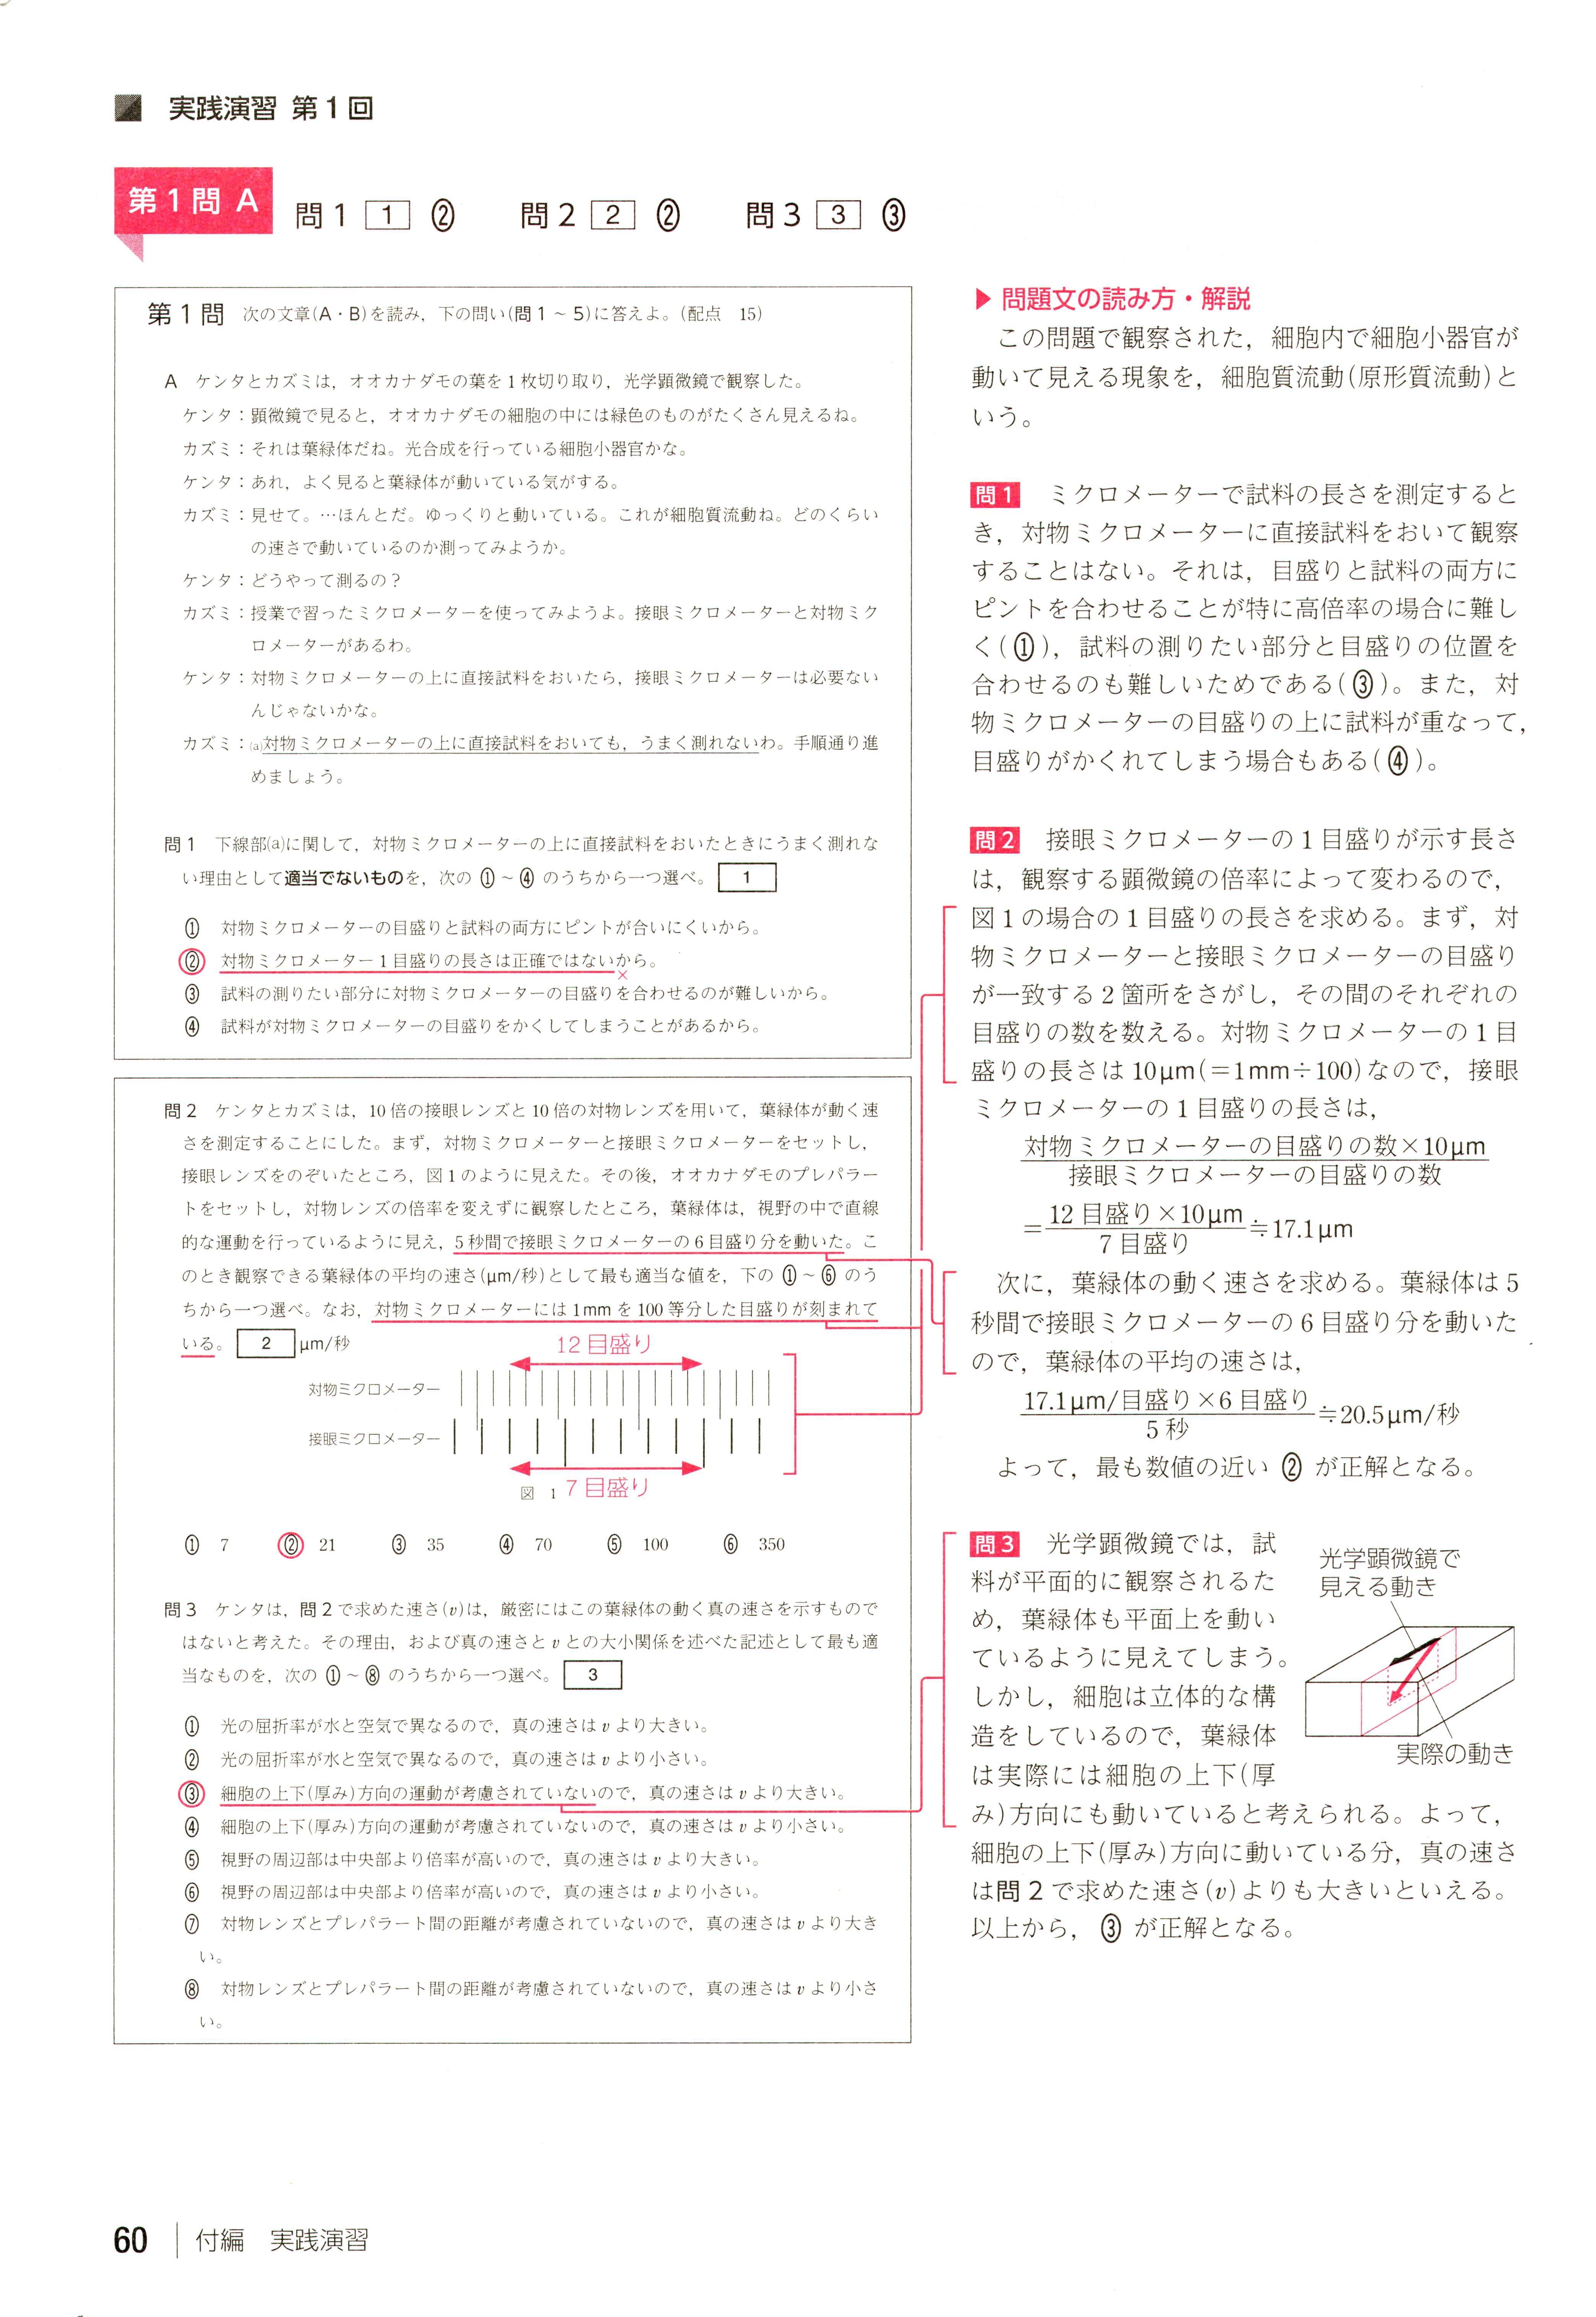 実践演習 第1回
第1問 A 問1 1 ② 問2 2 ② 問3 3 ③
第1問 次の文章(A・B)を読み，下の問い(問1～5)に答えよ。(配点 15)
A ケンタとカズミは，オオカナダモの葉を1枚切り取り，光学顕微鏡で観察した。
ケンタ：顕微鏡で見ると，オオカナダモの細胞の中には緑色のものがたくさん見えるね。
カズミ：それは葉緑体だね。光合成を行っている細胞小器官かな。
ケンタ：あれ，よく見ると葉緑体が動いている気がする。
カズミ：見せて。…ほんとだ。ゆっくりと動いている。これが細胞質流動ね。どのくらい
の速さで動いているのか測ってみようか。
ケンタ：どうやって測るの？
カズミ：授業で習ったミクロメーターを使ってみようよ。接眼ミクロメーターと対物ミク
ロメーターがあるわ。
ケンタ：対物ミクロメーターの上に直接試料をおいたら，接眼ミクロメーターは必要ない
んじゃないかな。
カズミ：(a)対物ミクロメーターの上に直接試料をおいても，うまく測れないわ。手順通り進
めましょう。
問1 下線部(a)に関して，対物ミクロメーターの上に直接試料をおいたときにうまく測れな
い理由として適当でないものを，次の①～④のうちから一つ選べ。 1
① 対物ミクロメーターの目盛りと試料の両方にピントが合いにくいから。
② 対物ミクロメーター1目盛りの長さは正確ではないから。
×
③ 試料の測りたい部分に対物ミクロメーターの目盛りを合わせるのが難しいから。
④ 試料が対物ミクロメーターの目盛りをかくしてしまうことがあるから。
問2 ケンタとカズミは，10倍の接眼レンズと10倍の対物レンズを用いて，葉緑体が動く速
さを測定することにした。まず，対物ミクロメーターと接眼ミクロメーターをセットし，
接眼レンズをのぞいたところ，図1のように見えた。その後，オオカナダモのプレパラー
トをセットし，対物レンズの倍率を変えずに観察したところ，葉緑体は，視野の中で直線
的な運動を行っているように見え，5秒間で接眼ミクロメーターの6目盛り分を動いた。こ
のとき観察できる葉緑体の平均の速さ(μm/秒)として最も適当な値を，下の①～⑥のう
ちから一つ選べ。なお，対物ミクロメーターには1mmを100等分した目盛りが刻まれて
いる。 2 μm/秒
12目盛り
対物ミクロメーター
接眼ミクロメーター
7目盛り
図 1
① 7 ② 21 ③ 35 ④ 70 ⑤ 100 ⑥ 350
問3 ケンタは，問2で求めた速さ(v)は，厳密にはこの葉緑体の動く真の速さを示すもので
はないと考えた。その理由，および真の速さとvとの大小関係を述べた記述として最も適
当なものを，次の①～⑧のうちから一つ選べ。 3
① 光の屈折率が水と空気で異なるので，真の速さはvより大きい。
② 光の屈折率が水と空気で異なるので，真の速さはvより小さい。
③ 細胞の上下(厚み)方向の運動が考慮されていないので，真の速さはvより大きい。
④ 細胞の上下(厚み)方向の運動が考慮されていないので，真の速さはvより小さい。
⑤ 視野の周辺部は中央部より倍率が高いので，真の速さはvより大きい。
⑥ 視野の周辺部は中央部より倍率が高いので，真の速さはvより小さい。
⑦ 対物レンズとプレパラート間の距離が考慮されていないので，真の速さはvより大き
い。
⑧ 対物レンズとプレパラート間の距離が考慮されていないので，真の速さはvより小さ
い。
▶ 問題文の読み方・解説
この問題で観察された，細胞内で細胞小器官が
動いて見える現象を，細胞質流動(原形質流動)と
いう。
問1 ミクロメーターで試料の長さを測定すると
き，対物ミクロメーターに直接試料をおいて観察
することはない。それは，目盛りと試料の両方に
ピントを合わせることが特に高倍率の場合に難し
く(①)，試料の測りたい部分と目盛りの位置を
合わせるのも難しいためである(③)。また，対
物ミクロメーターの目盛りの上に試料が重なって，
目盛りがかくれてしまう場合もある(④)。
問2 接眼ミクロメーターの1目盛りが示す長さ
は，観察する顕微鏡の倍率によって変わるので，
図1の場合の1目盛りの長さを求める。まず，対
物ミクロメーターと接眼ミクロメーターの目盛り
が一致する2箇所をさがし，その間のそれぞれの
目盛りの数を数える。対物ミクロメーターの1目
盛りの長さは10μm(=1mm÷100)なので，接眼
ミクロメーターの1目盛りの長さは，
対物ミクロメーターの目盛りの数×10μm
接眼ミクロメーターの目盛りの数
=12目盛り×10μm ≒17.1μm
7目盛り
次に，葉緑体の動く速さを求める。葉緑体は5
秒間で接眼ミクロメーターの6目盛り分を動いた
ので，葉緑体の平均の速さは，
17.1μm/目盛り×6目盛り ≒20.5μm/秒
5秒
よって，最も数値の近い②が正解となる。
問3 光学顕微鏡では，試
料が平面的に観察されるた
め，葉緑体も平面上を動い
ているように見えてしまう。
しかし，細胞は立体的な構
造をしているので，葉緑体
は実際には細胞の上下(厚
み)方向にも動いていると考えられる。よって，
細胞の上下(厚み)方向に動いている分，真の速さ
は問2で求めた速さ(v)よりも大きいといえる。
以上から，③が正解となる。
光学顕微鏡で
見える動き
実際の動き
60 付編 実践演習